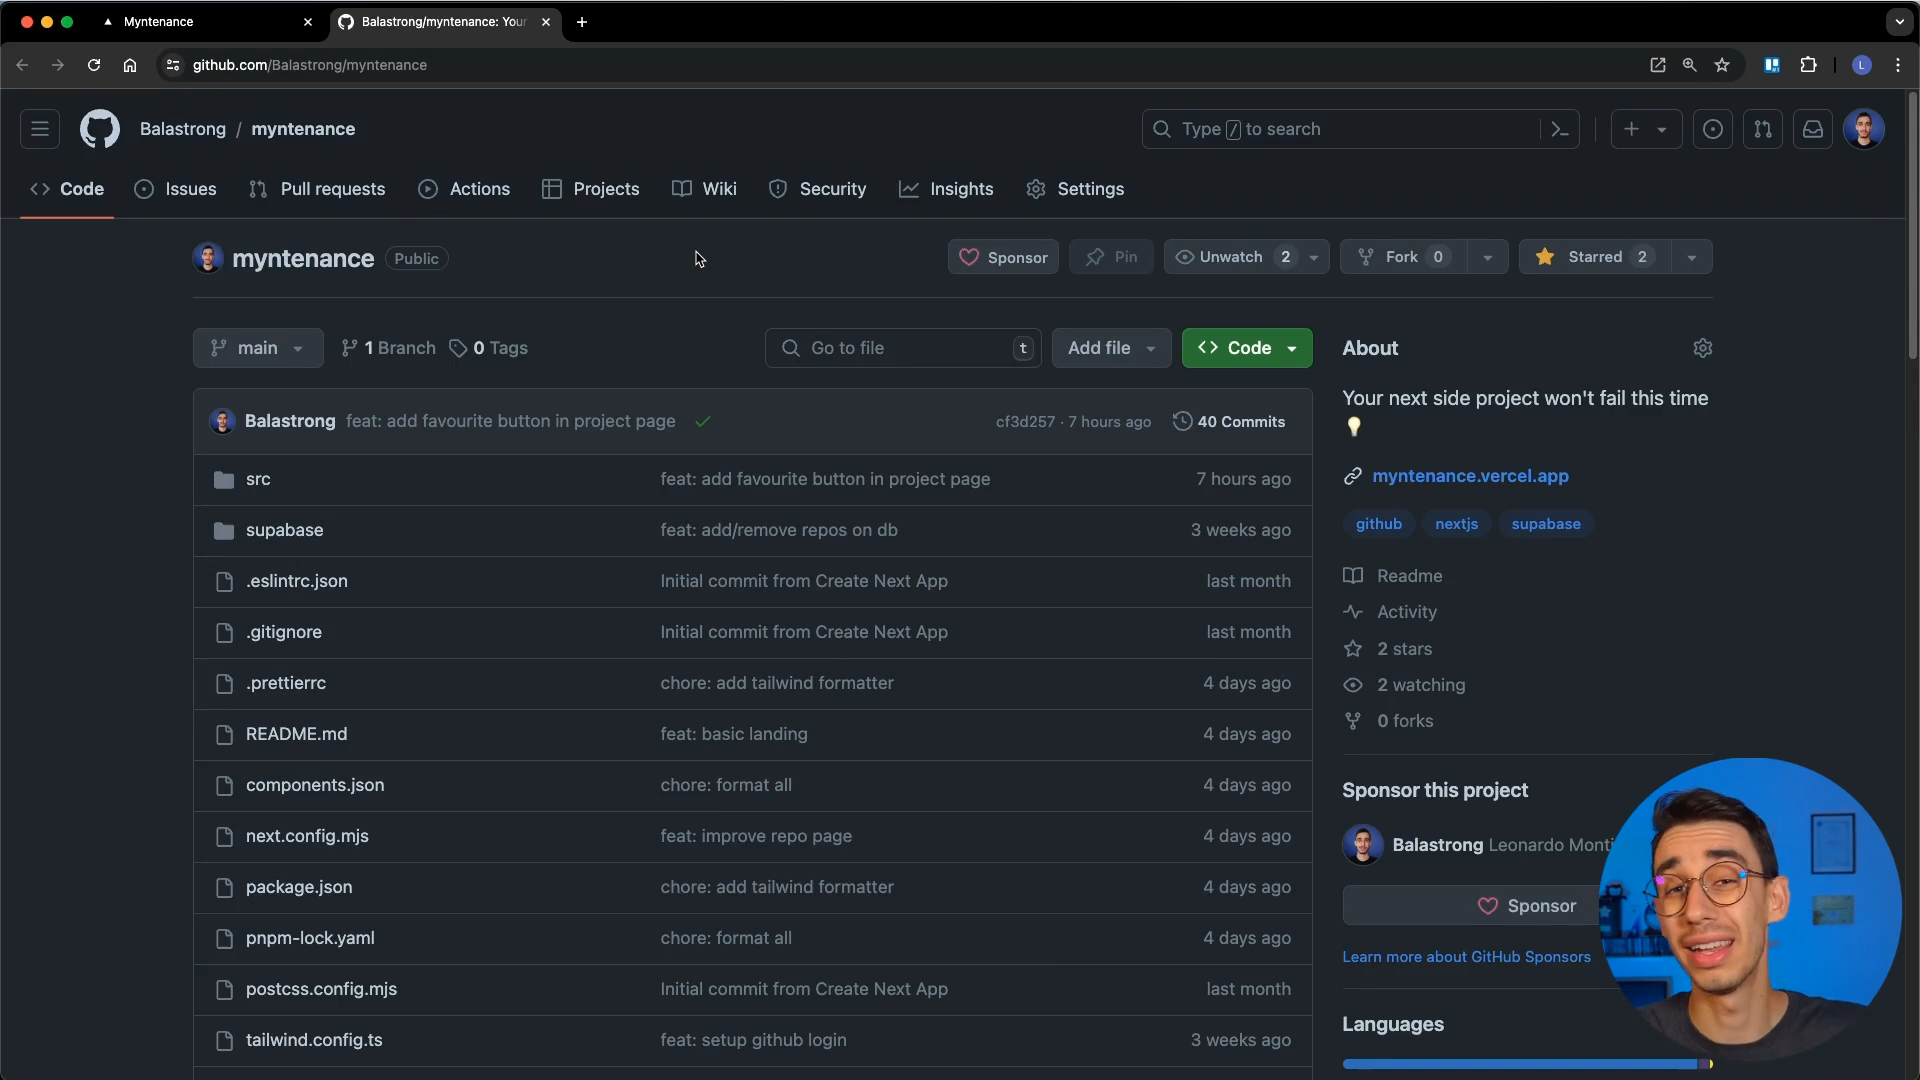 Myntenance
Balastrong/myntenance: Your
github.com/Balastrong/myntenance
L
Balastrong / myntenance
Type / to search
Code
Issues
Pull requests
Actions
Projects
Wiki
Security
Insights
Settings
myntenance
Public
Sponsor
Pin
Unwatch 2
Fork 0
Starred 2
main
1 Branch
0 Tags
Go to file
t
Add file
Code
Balastrong feat: add favourite button in project page
cf3d257 · 7 hours ago
40 Commits
src feat: add favourite button in project page 7 hours ago
supabase feat: add/remove repos on db 3 weeks ago
.eslintrc.json Initial commit from Create Next App last month
.gitignore Initial commit from Create Next App last month
.prettierrc chore: add tailwind formatter 4 days ago
README.md feat: basic landing 4 days ago
components.json chore: format all 4 days ago
next.config.mjs feat: improve repo page 4 days ago
package.json chore: add tailwind formatter 4 days ago
pnpm-lock.yaml chore: format all 4 days ago
postcss.config.mjs Initial commit from Create Next App last month
tailwind.config.ts feat: setup github login 3 weeks ago
About
Your next side project won't fail this time
myntenance.vercel.app
github
nextjs
supabase
Readme
Activity
2 stars
2 watching
0 forks
Sponsor this project
Balastrong Leonardo Monti
Sponsor
Learn more about GitHub Sponsors
Languages